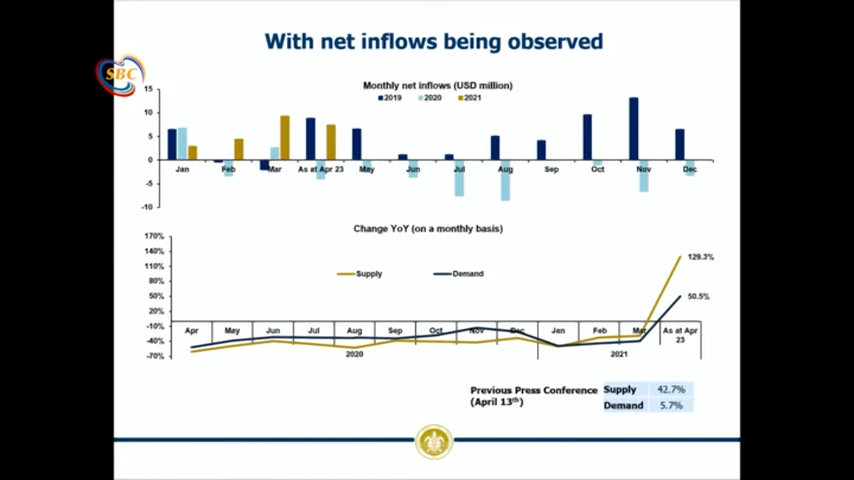 With net inflows being observed
SBC
Monthly net inflows (USD million)
2019 2020 2021
15
10
5
0
-5
-10
Jan Feb Mar As at Apr 23 May Jun Jul Aug Sep Oct Nov Dec
Change YoY (on a monthly basis)
170%
140%
110%
80%
50%
20%
-10%
-40%
-70%
Supply Demand
129.3%
50.5%
Apr May Jun Jul Aug Sep Oct Nov Dec Jan Feb Mar As at Apr 23
2020 2021
Previous Press Conference
(April 13th)
Supply 42.7%
Demand 5.7%